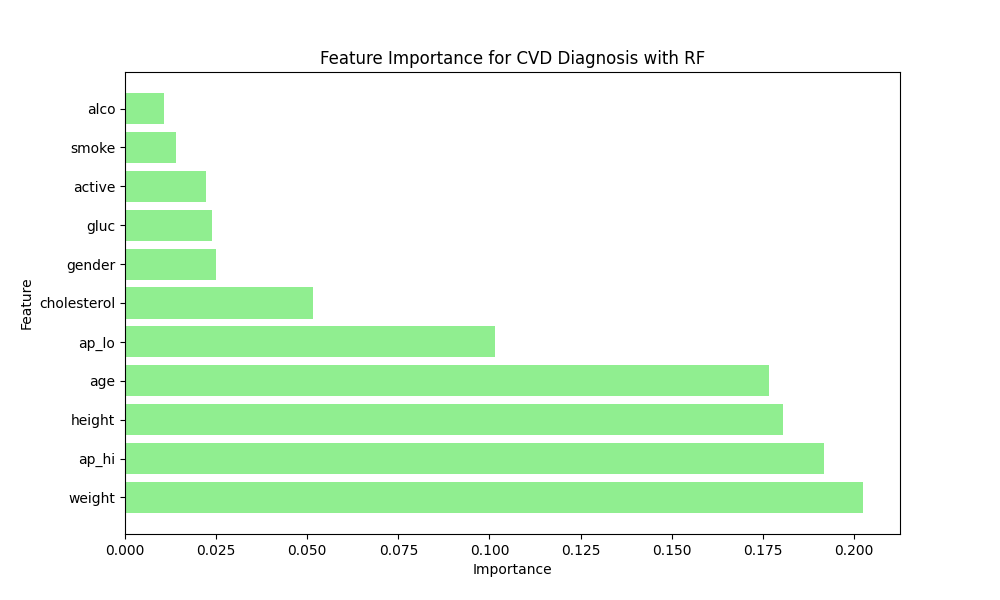 Feature Importance for CVD Diagnosis with RF
alco
smoke
active
gluc
gender
cholesterol
ap_lo
age
height
ap_hi
weight
Feature
0.000 0.025 0.050 0.075 0.100 0.125 0.150 0.175 0.200
Importance